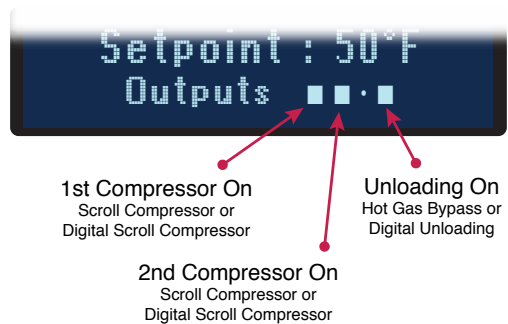 Setpoint : 50°F
Outputs ■■·■
1st Compressor On
Scroll Compressor or
Digital Scroll Compressor
Unloading On
Hot Gas Bypass or
Digital Unloading
2nd Compressor On
Scroll Compressor or
Digital Scroll Compressor